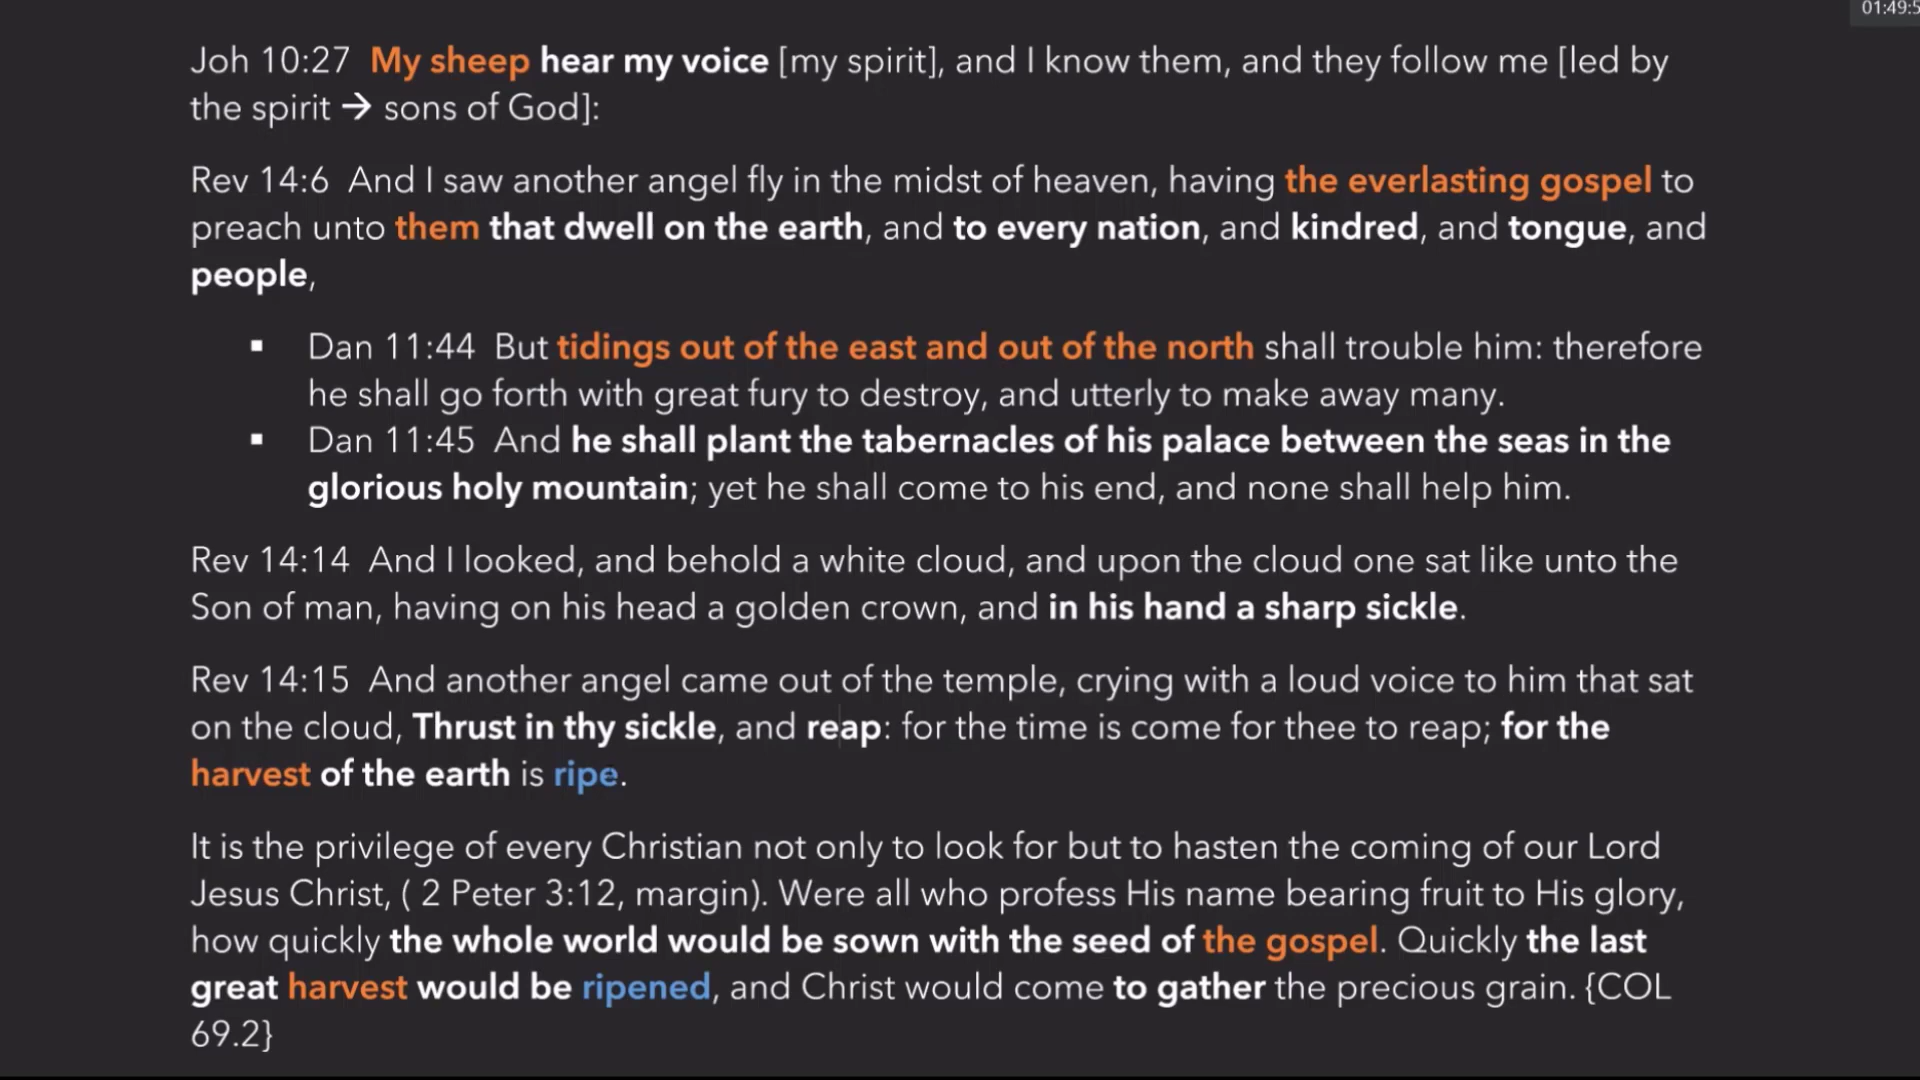 01:49:5
Joh 10:27  My sheep hear my voice [my spirit], and I know them, and they follow me [led by
the spirit → sons of God]:
Rev 14:6  And I saw another angel fly in the midst of heaven, having the everlasting gospel to
preach unto them that dwell on the earth, and to every nation, and kindred, and tongue, and
people,
▪ Dan 11:44  But tidings out of the east and out of the north shall trouble him: therefore
he shall go forth with great fury to destroy, and utterly to make away many.
▪ Dan 11:45  And he shall plant the tabernacles of his palace between the seas in the
glorious holy mountain; yet he shall come to his end, and none shall help him.
Rev 14:14  And I looked, and behold a white cloud, and upon the cloud one sat like unto the
Son of man, having on his head a golden crown, and in his hand a sharp sickle.
Rev 14:15  And another angel came out of the temple, crying with a loud voice to him that sat
on the cloud, Thrust in thy sickle, and reap: for the time is come for thee to reap; for the
harvest of the earth is ripe.
It is the privilege of every Christian not only to look for but to hasten the coming of our Lord
Jesus Christ, ( 2 Peter 3:12, margin). Were all who profess His name bearing fruit to His glory,
how quickly the whole world would be sown with the seed of the gospel. Quickly the last
great harvest would be ripened, and Christ would come to gather the precious grain. {COL
69.2}